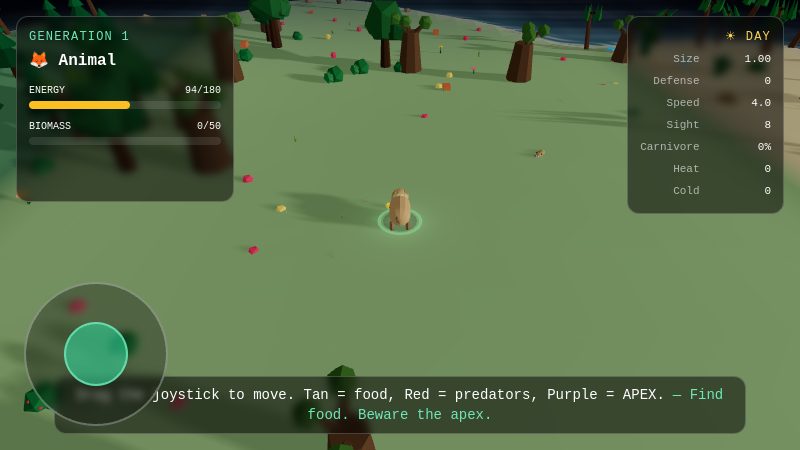 GENERATION 1
🦊 Animal
ENERGY 94/180
BIOMASS 0/50
☀ DAY
Size 1.00
Defense 0
Speed 4.0
Sight 8
Carnivore 0%
Heat 0
Cold 0
joystick to move. Tan = food, Red = predators, Purple = APEX. — Find
food. Beware the apex.